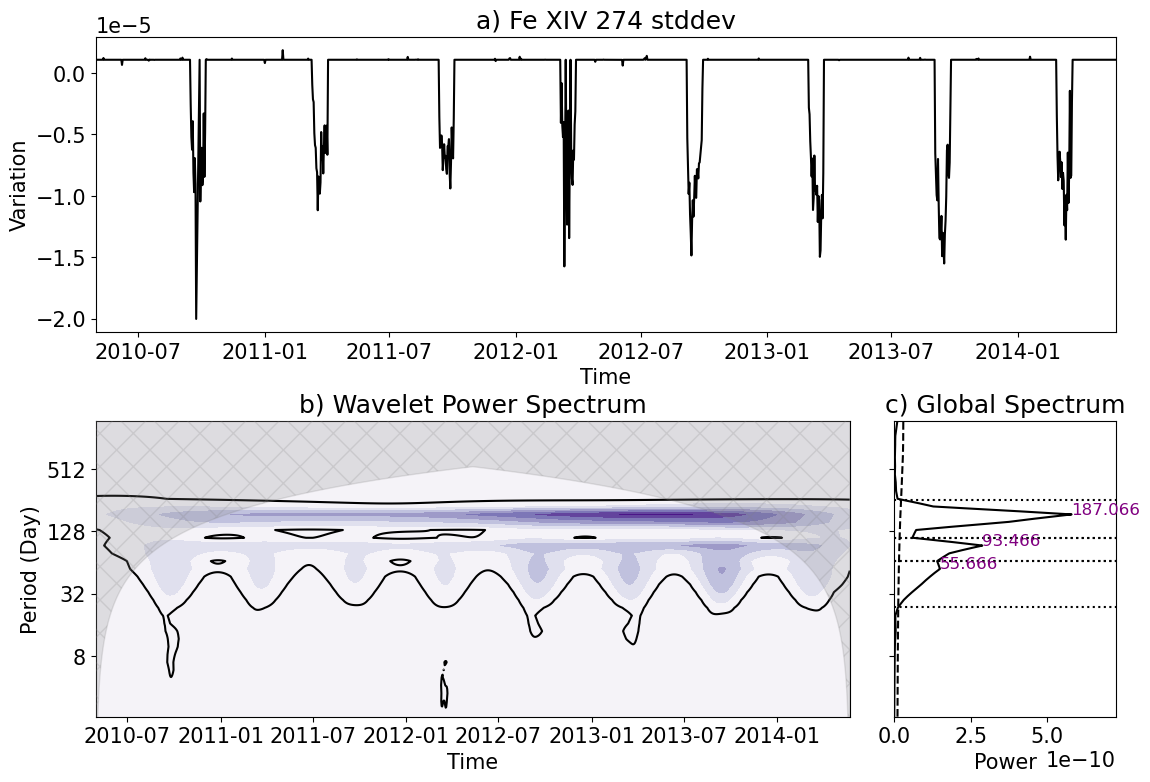 a) Fe XIV 274 stddev
1e−5
0.0
−0.5
−1.0
−1.5
−2.0
Variation
2010-07 2011-01 2011-07 2012-01 2012-07 2013-01 2013-07 2014-01
Time
b) Wavelet Power Spectrum
512
128
32
8
Period (Day)
2010-07 2011-01 2011-07 2012-01 2012-07 2013-01 2013-07 2014-01
Time
c) Global Spectrum
187.066
93.466
55.666
0.0 2.5 5.0
Power 1e−10